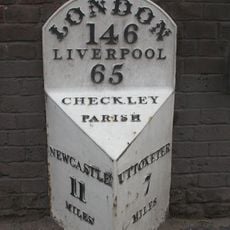 LONDON
146
LIVERPOOL
65
CHECKLEY
PARISH
NEWCASTLE
11
MILES
UTTOXETER
7
MILES